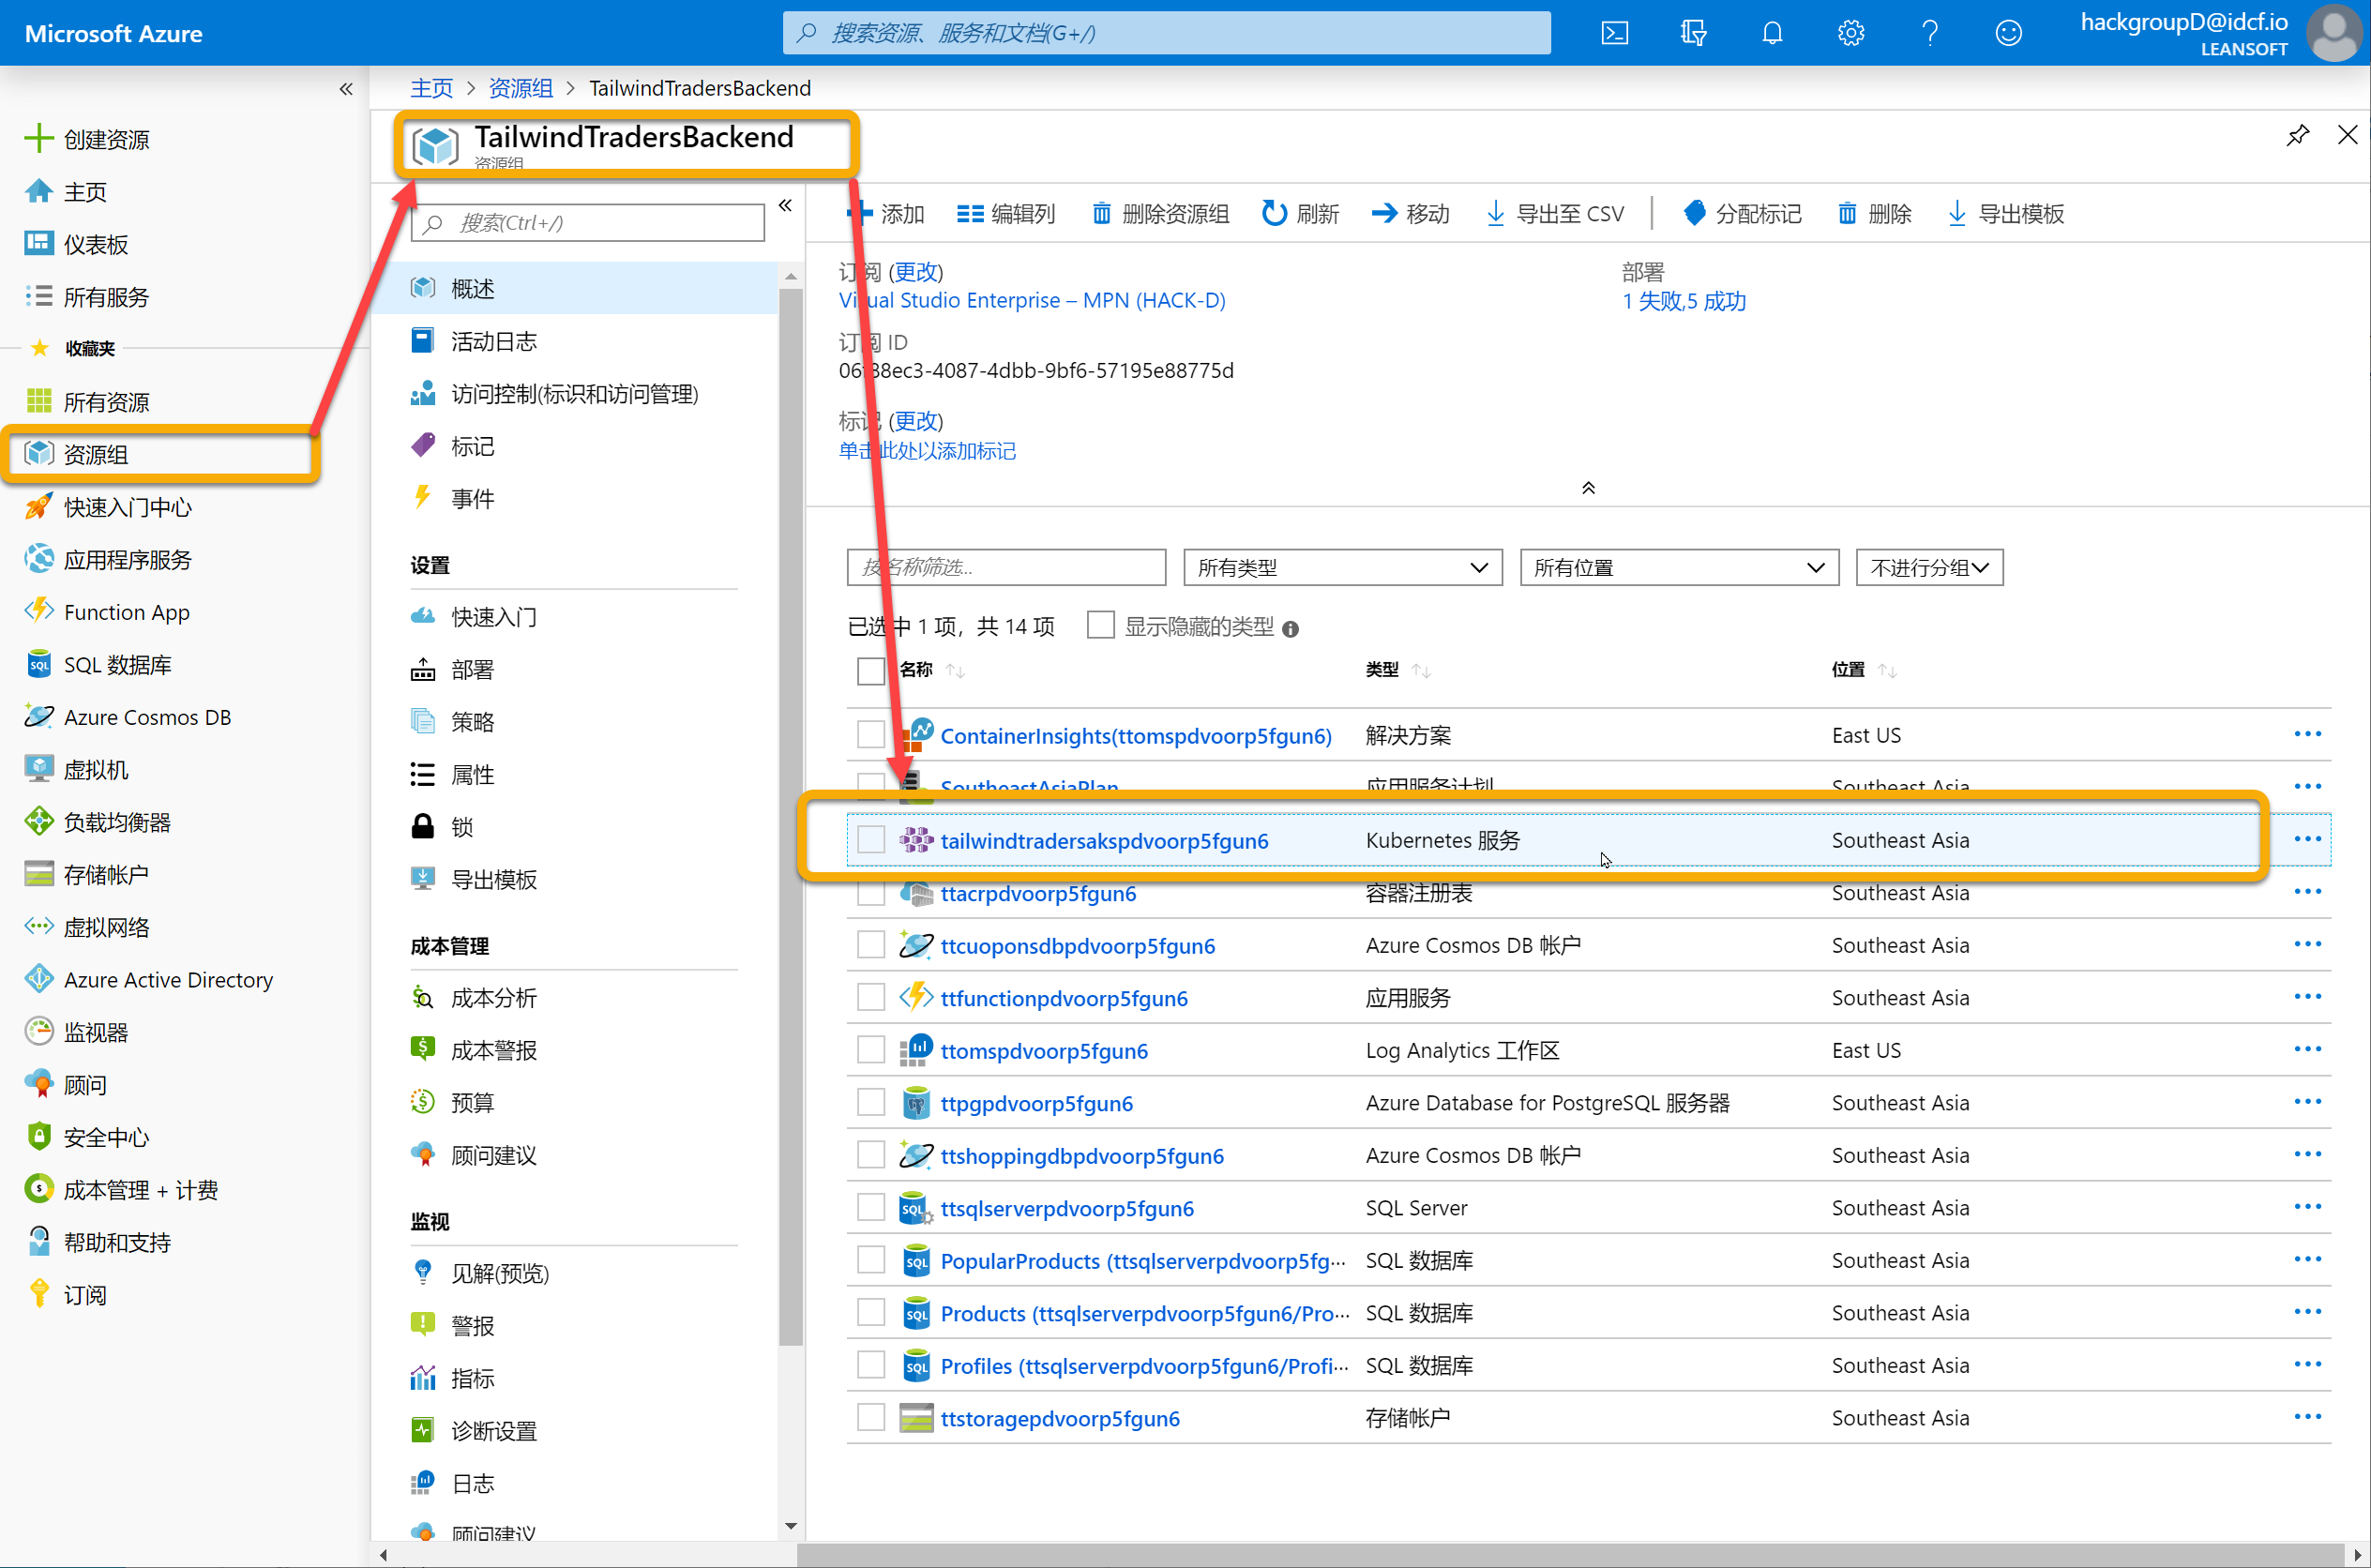 Microsoft Azure
搜索资源、服务和文档(G+/)
hackgroupD@idcf.io
LEANSOFT
主页 > 资源组 > TailwindTradersBackend
TailwindTradersBackend
资源组
创建资源
主页
仪表板
所有服务
收藏夹
所有资源
资源组
快速入门中心
应用程序服务
Function App
SQL 数据库
Azure Cosmos DB
虚拟机
负载均衡器
存储帐户
虚拟网络
Azure Active Directory
监视器
顾问
安全中心
成本管理 + 计费
帮助和支持
订阅
搜索(Ctrl+/)
概述
活动日志
访问控制(标识和访问管理)
标记
事件
设置
快速入门
部署
策略
属性
锁
导出模板
成本管理
成本分析
成本警报
预算
顾问建议
监视
见解(预览)
警报
指标
诊断设置
日志
顾问建议
添加 编辑列 删除资源组 刷新 移动 导出至 CSV 分配标记 删除 导出模板
订阅 (更改)
Visual Studio Enterprise – MPN (HACK-D)
部署
1 失败,5 成功
订阅 ID
06f88ec3-4087-4dbb-9bf6-57195e88775d
标记 (更改)
单击此处以添加标记
按名称筛选... 所有类型 所有位置 不进行分组
已选中 1 项，共 14 项 显示隐藏的类型
名称 类型 位置
ContainerInsights(ttomspdvoorp5fgun6) 解决方案 East US
SoutheastAsiaPlan 应用服务计划 Southeast Asia
tailwindtradersakspdvoorp5fgun6 Kubernetes 服务 Southeast Asia
ttacrpdvoorp5fgun6 容器注册表 Southeast Asia
ttcuoponsdbpdvoorp5fgun6 Azure Cosmos DB 帐户 Southeast Asia
ttfunctionpdvoorp5fgun6 应用服务 Southeast Asia
ttomspdvoorp5fgun6 Log Analytics 工作区 East US
ttpgpdvoorp5fgun6 Azure Database for PostgreSQL 服务器 Southeast Asia
ttshoppingdbpdvoorp5fgun6 Azure Cosmos DB 帐户 Southeast Asia
ttsqlserverpdvoorp5fgun6 SQL Server Southeast Asia
PopularProducts (ttsqlserverpdvoorp5fg... SQL 数据库 Southeast Asia
Products (ttsqlserverpdvoorp5fgun6/Pro... SQL 数据库 Southeast Asia
Profiles (ttsqlserverpdvoorp5fgun6/Profi... SQL 数据库 Southeast Asia
ttstoragepdvoorp5fgun6 存储帐户 Southeast Asia